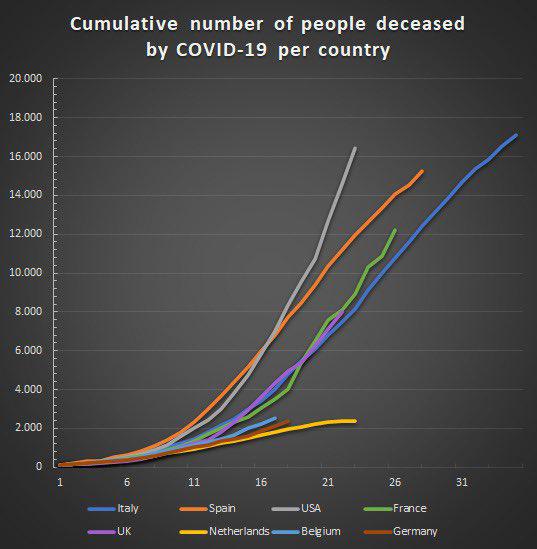 Cumulative number of people deceased
by COVID-19 per country
20.000
18.000
16.000
14.000
12.000
10.000
8.000
6.000
4.000
2.000
0
1 6 11 16 21 26 31
Italy Spain USA France
UK Netherlands Belgium Germany